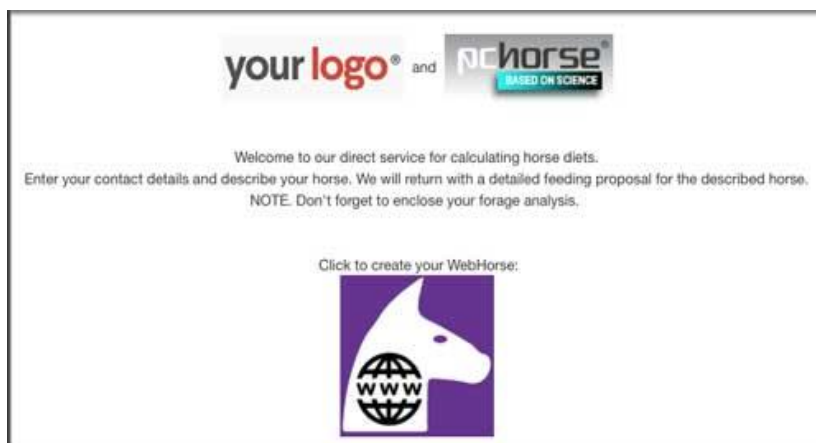 your logo® and pchorse®
BASED ON SCIENCE
Welcome to our direct service for calculating horse diets.
Enter your contact details and describe your horse. We will return with a detailed feeding proposal for the described horse.
NOTE. Don't forget to enclose your forage analysis.
Click to create your WebHorse:
WWW